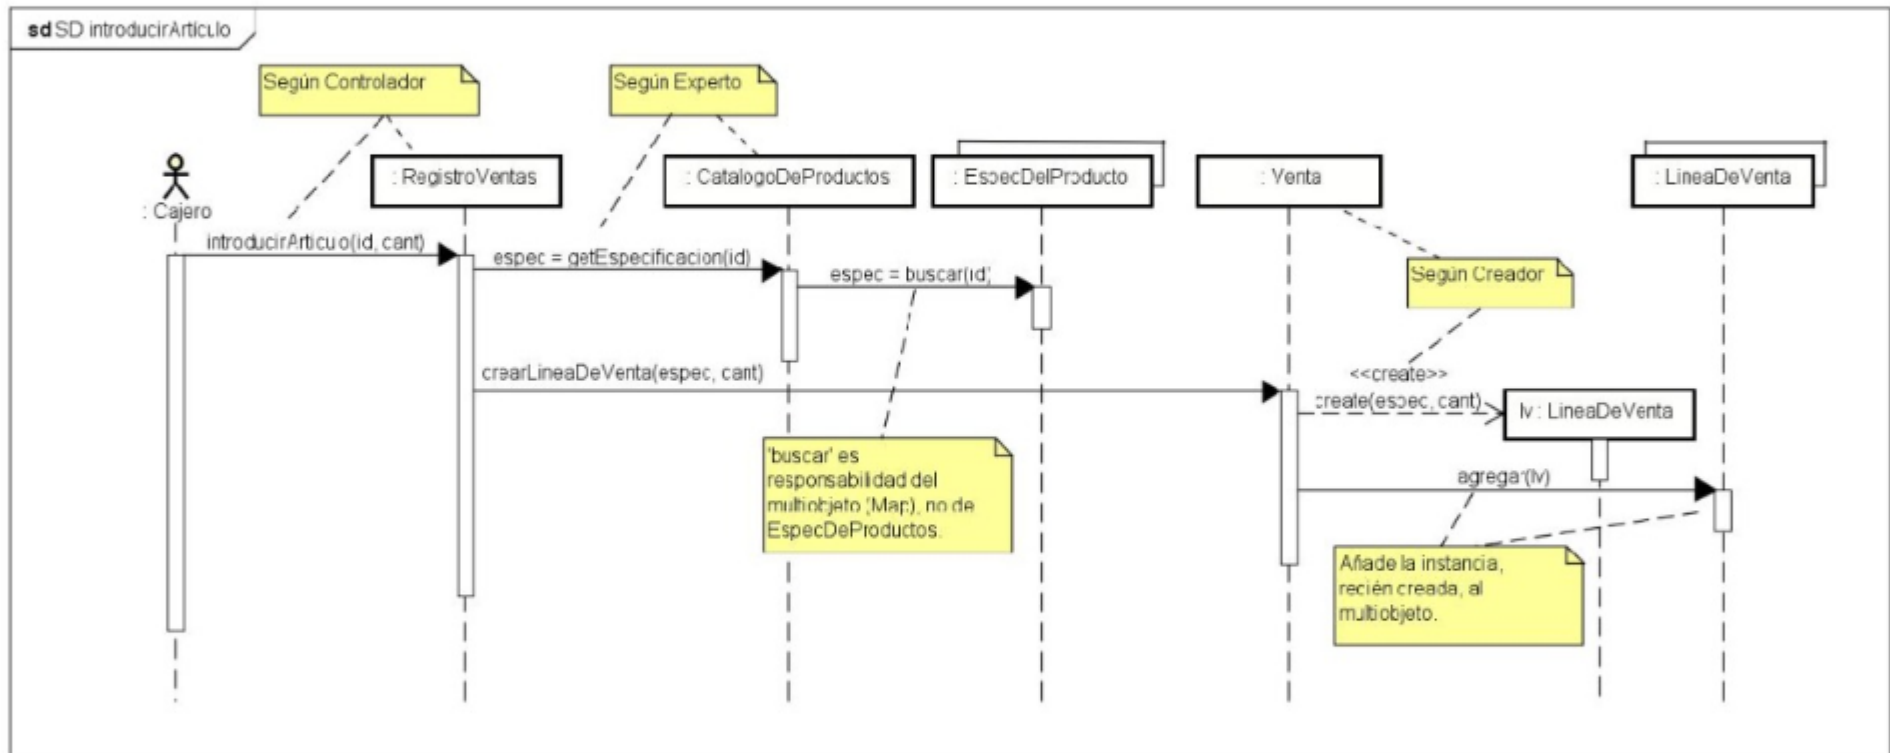 sd SD introducirArtículo
Según Controlador
Según Experto
: RegistroVentas
: CatalogoDeProductos
: EspecDelProducto
: Venta
: LineaDeVenta
: Cajero
introducirArticulo(id, cant)
espec = getEspecificacion(id)
espec = buscar(id)
Según Creador
crearLineaDeVenta(espec, cant)
<<create>>
create(espec, cant)
lv : LineaDeVenta
'buscar' es
responsabilidad del
multiobjeto (Map), no de
EspecDeProductos.
agregar(lv)
Añade la instancia,
recién creada, al
multiobjeto.